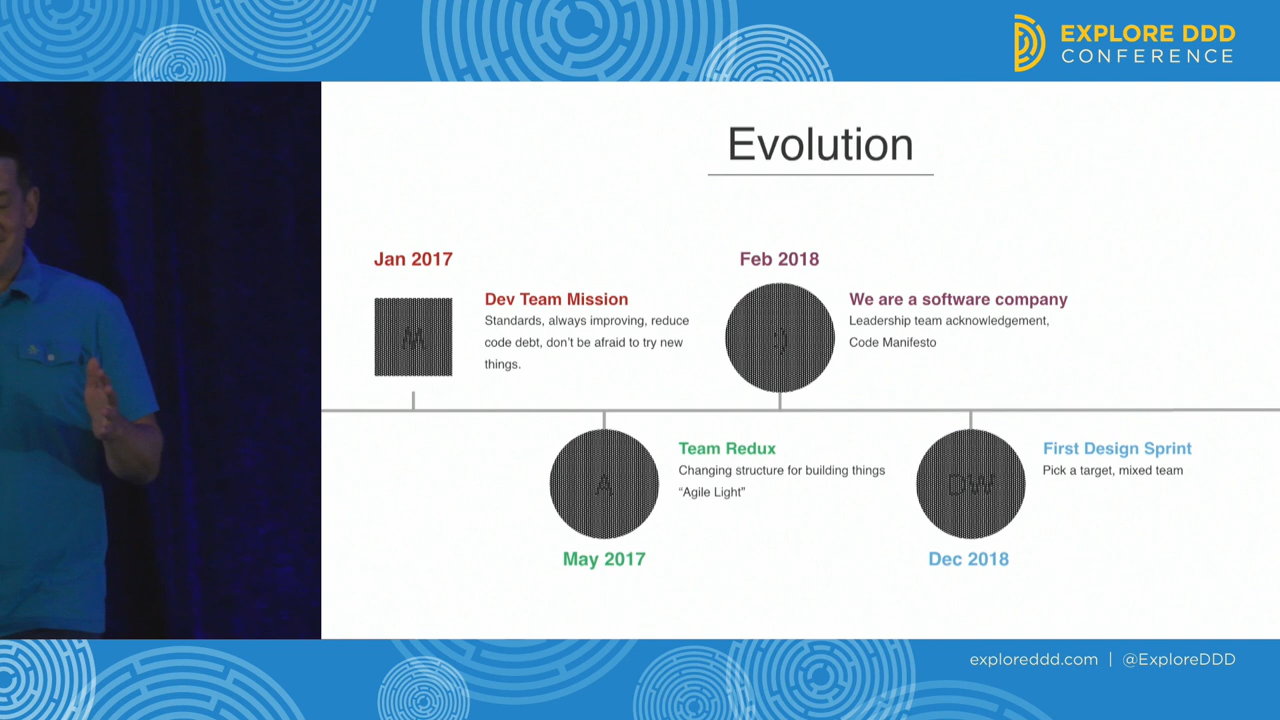 EXPLORE DDD
CONFERENCE
Evolution
Jan 2017
M
Dev Team Mission
Standards, always improving, reduce
code debt, don’t be afraid to try new
things.
Feb 2018
We are a software company
Leadership team acknowledgement,
Code Manifesto
A
Team Redux
Changing structure for building things
“Agile Light”
May 2017
DW
First Design Sprint
Pick a target, mixed team
Dec 2018
exploreddd.com | @ExploreDDD